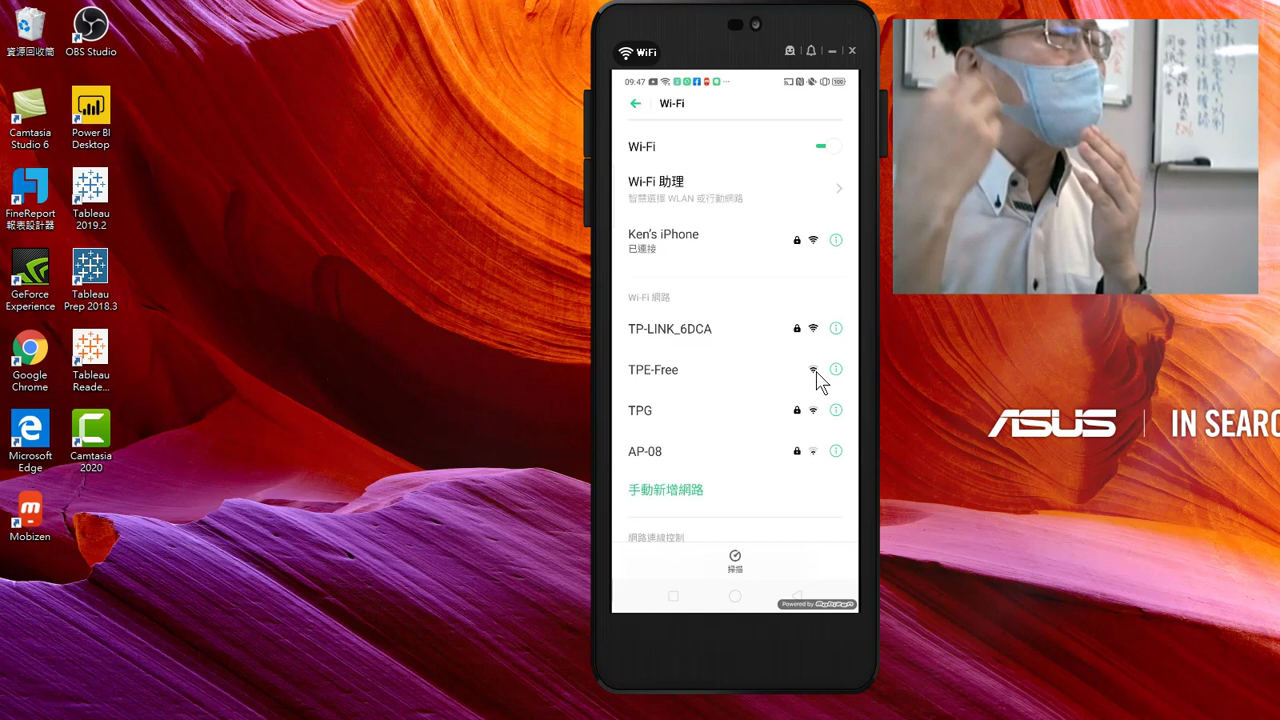 資源回收筒
OBS Studio
Camtasia
Studio 6
Power BI
Desktop
FineReport
報表設計器
Tableau
2019.2
GeForce
Experience
Tableau
Prep 2018.3
Google
Chrome
Tableau
Reade...
Microsoft
Edge
Camtasia
2020
Mobizen
WiFi
09:47
100
Wi-Fi
Wi-Fi
Wi-Fi 助理
智慧選擇 WLAN 或行動網路
Ken's iPhone
已連接
Wi-Fi 網路
TP-LINK_6DCA
TPE-Free
TPG
AP-08
手動新增網路
網路連線控制
掃描
Powered by
ASUS
IN SEARC